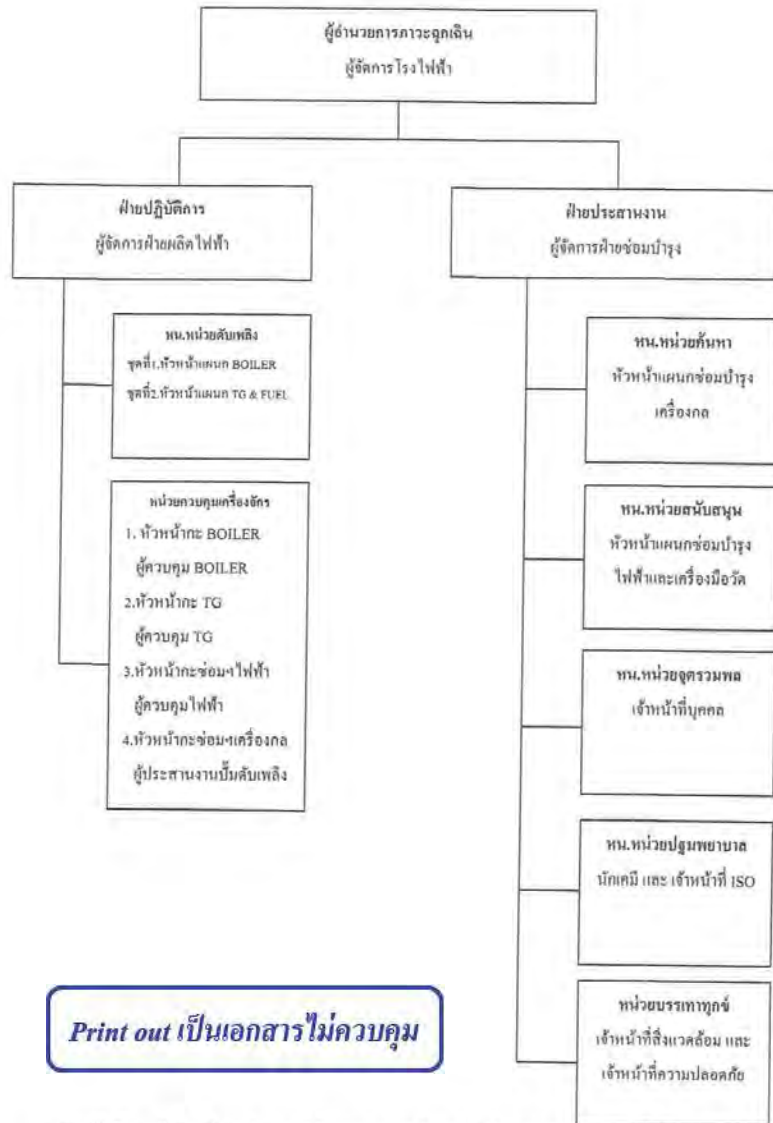 ผู้อำนวยการภาวะฉุกเฉิน
ผู้จัดการโรงไฟฟ้า
ฝ่ายปฏิบัติการ
ผู้จัดการฝ่ายผลิตไฟฟ้า
หน.หน่วยดับเพลิง
ชุดที่1.หัวหน้าแผนก BOILER
ชุดที่2.หัวหน้าแผนก TG & FUEL
หน่วยควบคุมเครื่องจักร
1. หัวหน้ากะ BOILER
ผู้ควบคุม BOILER
2.หัวหน้ากะ TG
ผู้ควบคุม TG
3.หัวหน้ากะซ่อมฯไฟฟ้า
ผู้ควบคุมไฟฟ้า
4.หัวหน้ากะซ่อมฯเครื่องกล
ผู้ประสานงานปั๊มดับเพลิง
ฝ่ายประสานงาน
ผู้จัดการฝ่ายซ่อมบำรุง
หน.หน่วยค้นหา
หัวหน้าแผนกซ่อมบำรุง
เครื่องกล
หน.หน่วยสนับสนุน
หัวหน้าแผนกซ่อมบำรุง
ไฟฟ้าและเครื่องมือวัด
หน.หน่วยจุดรวมพล
เจ้าหน้าที่บุคคล
หน.หน่วยปฐมพยาบาล
นักเคมี และ เจ้าหน้าที่ ISO
หน่วยบรรเทาทุกข์
เจ้าหน้าที่สิ่งแวดล้อม และ
เจ้าหน้าที่ความปลอดภัย
Print out เป็นเอกสารไม่ควบคุม